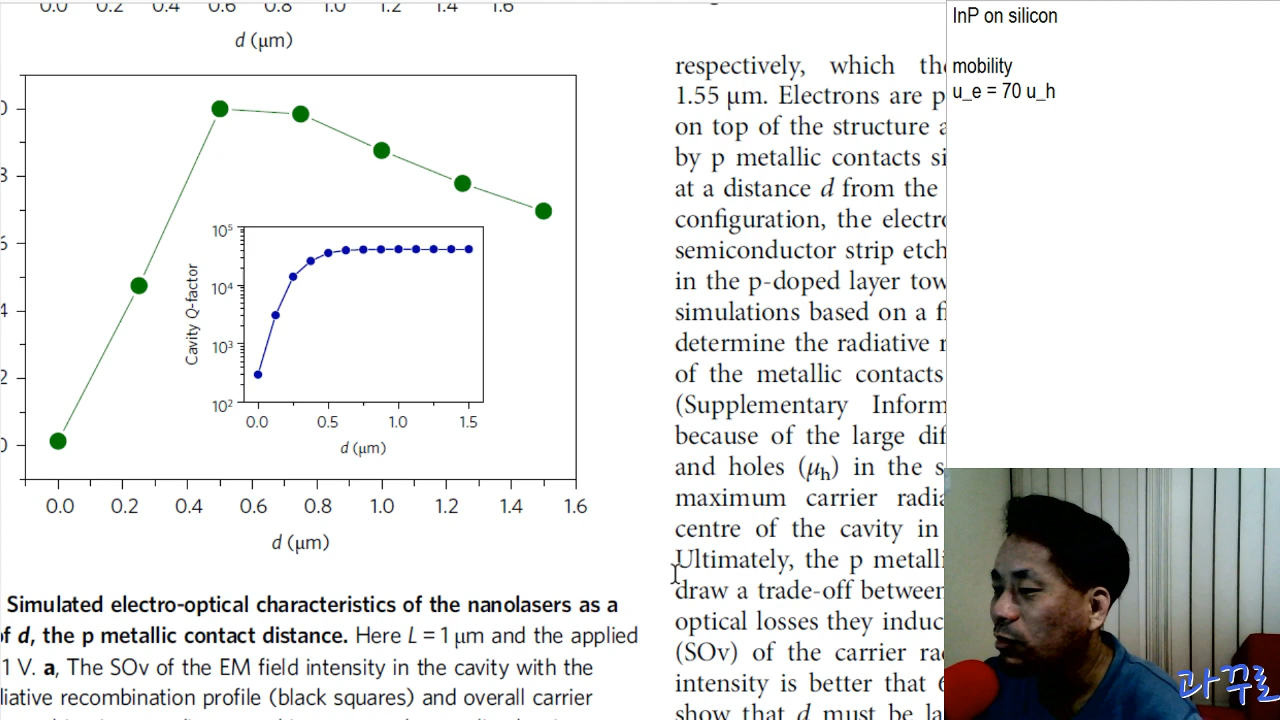 0.0 0.2 0.4 0.6 0.8 1.0 1.2 1.4 1.6
d (μm)
0
8
6
4
2
0
Cavity Q-factor
10⁵
10⁴
10³
10²
0.0 0.5 1.0 1.5
d (μm)
0.0 0.2 0.4 0.6 0.8 1.0 1.2 1.4 1.6
d (μm)
Simulated electro-optical characteristics of the nanolasers as a
of d, the p metallic contact distance. Here L = 1 μm and the applied
1 V. a, The SOv of the EM field intensity in the cavity with the
liative recombination profile (black squares) and overall carrier
respectively, which the
1.55 μm. Electrons are p
on top of the structure a
by p metallic contacts si
at a distance d from the
configuration, the electro
semiconductor strip etch
in the p-doped layer tow
simulations based on a fi
determine the radiative r
of the metallic contacts
(Supplementary Inform
because of the large dif
and holes (μh) in the s
maximum carrier radia
centre of the cavity in
Ultimately, the p metalli
draw a trade-off between
optical losses they induc
(SOv) of the carrier ra
intensity is better that 6
show that d must be la
InP on silicon
mobility
u_e = 70 u_h
과꾸로